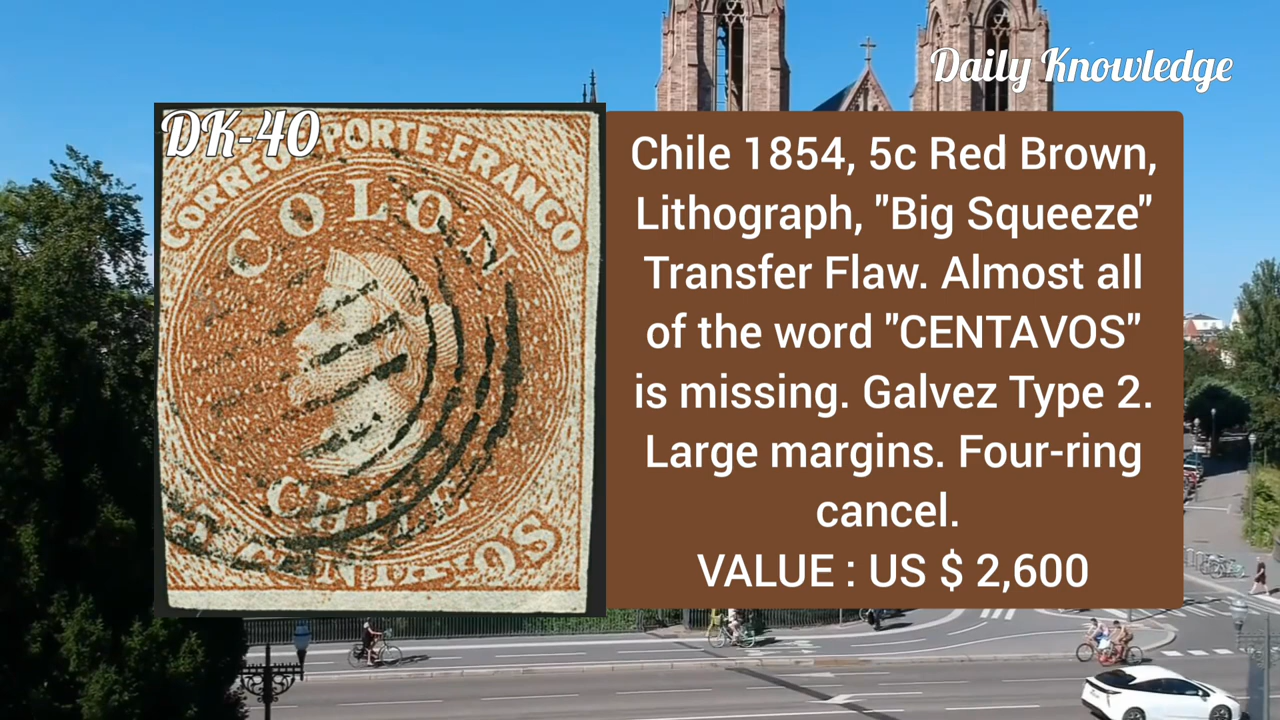 Daily Knowledge
DK-40
CORREOS PORTE FRANCO
COLON
CHILE
Chile 1854, 5c Red Brown,
Lithograph, "Big Squeeze"
Transfer Flaw. Almost all
of the word "CENTAVOS"
is missing. Galvez Type 2.
Large margins. Four-ring
cancel.
VALUE : US $ 2,600